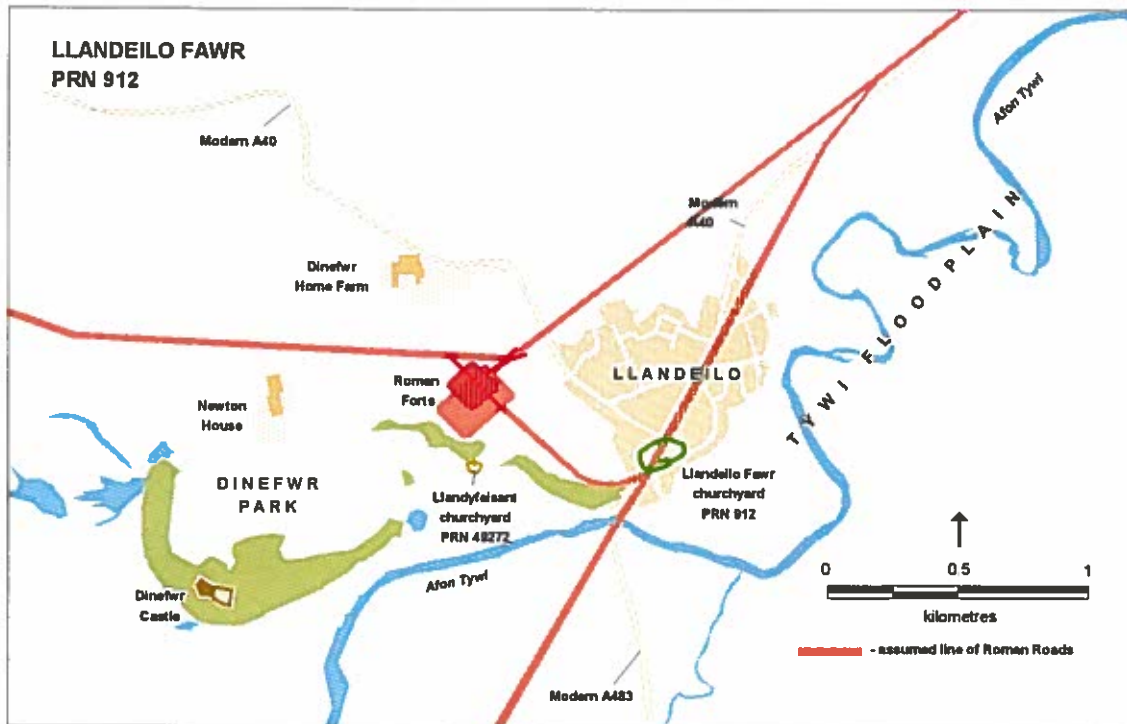 LLANDEILO FAWR
PRN 912
Modern A40
Afon Tywi
Modern
A40
TYWI FLOODPLAIN
Dinefwr
Home Farm
Roman
Forts
LLANDEILO
Newton
House
DINEFWR
PARK
Llandyfeisant
churchyard
PRN 49272
Llandeilo Fawr
churchyard
PRN 912
Dinefwr
Castle
Afon Tywi
0 0.5 1
kilometres
- assumed line of Roman Roads
Modern A483